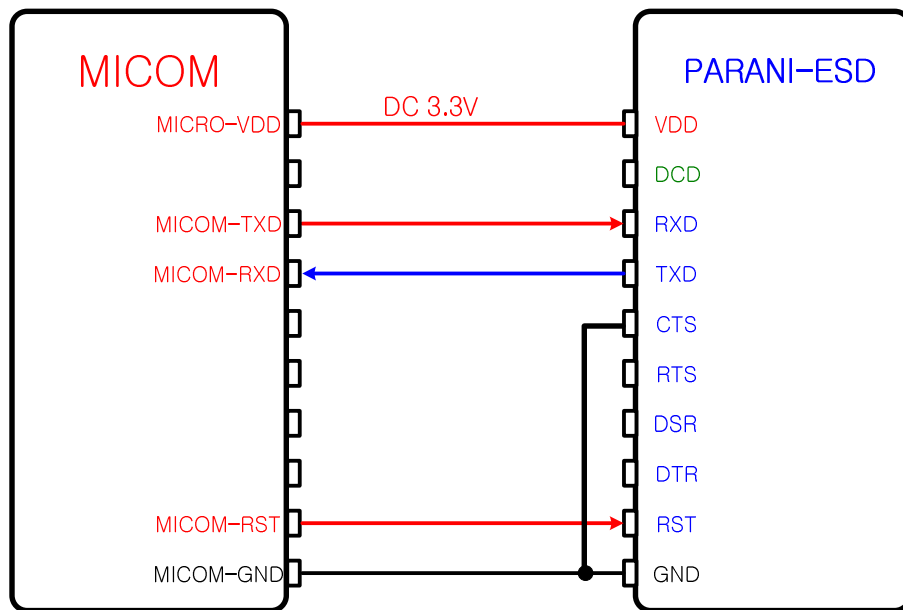 MICOM
PARANI-ESD
DC 3.3V
MICRO-VDD
VDD
DCD
MICOM-TXD
RXD
MICOM-RXD
TXD
CTS
RTS
DSR
DTR
MICOM-RST
RST
MICOM-GND
GND